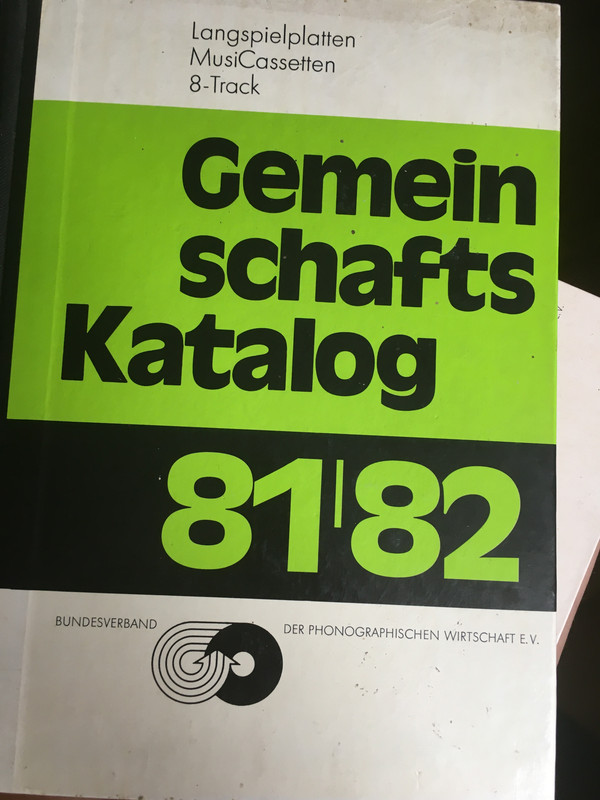 Langspielplatten
MusiCassetten
8-Track
Gemein
schafts
Katalog
81|82
BUNDESVERBAND DER PHONOGRAPHISCHEN WIRTSCHAFT E.V.